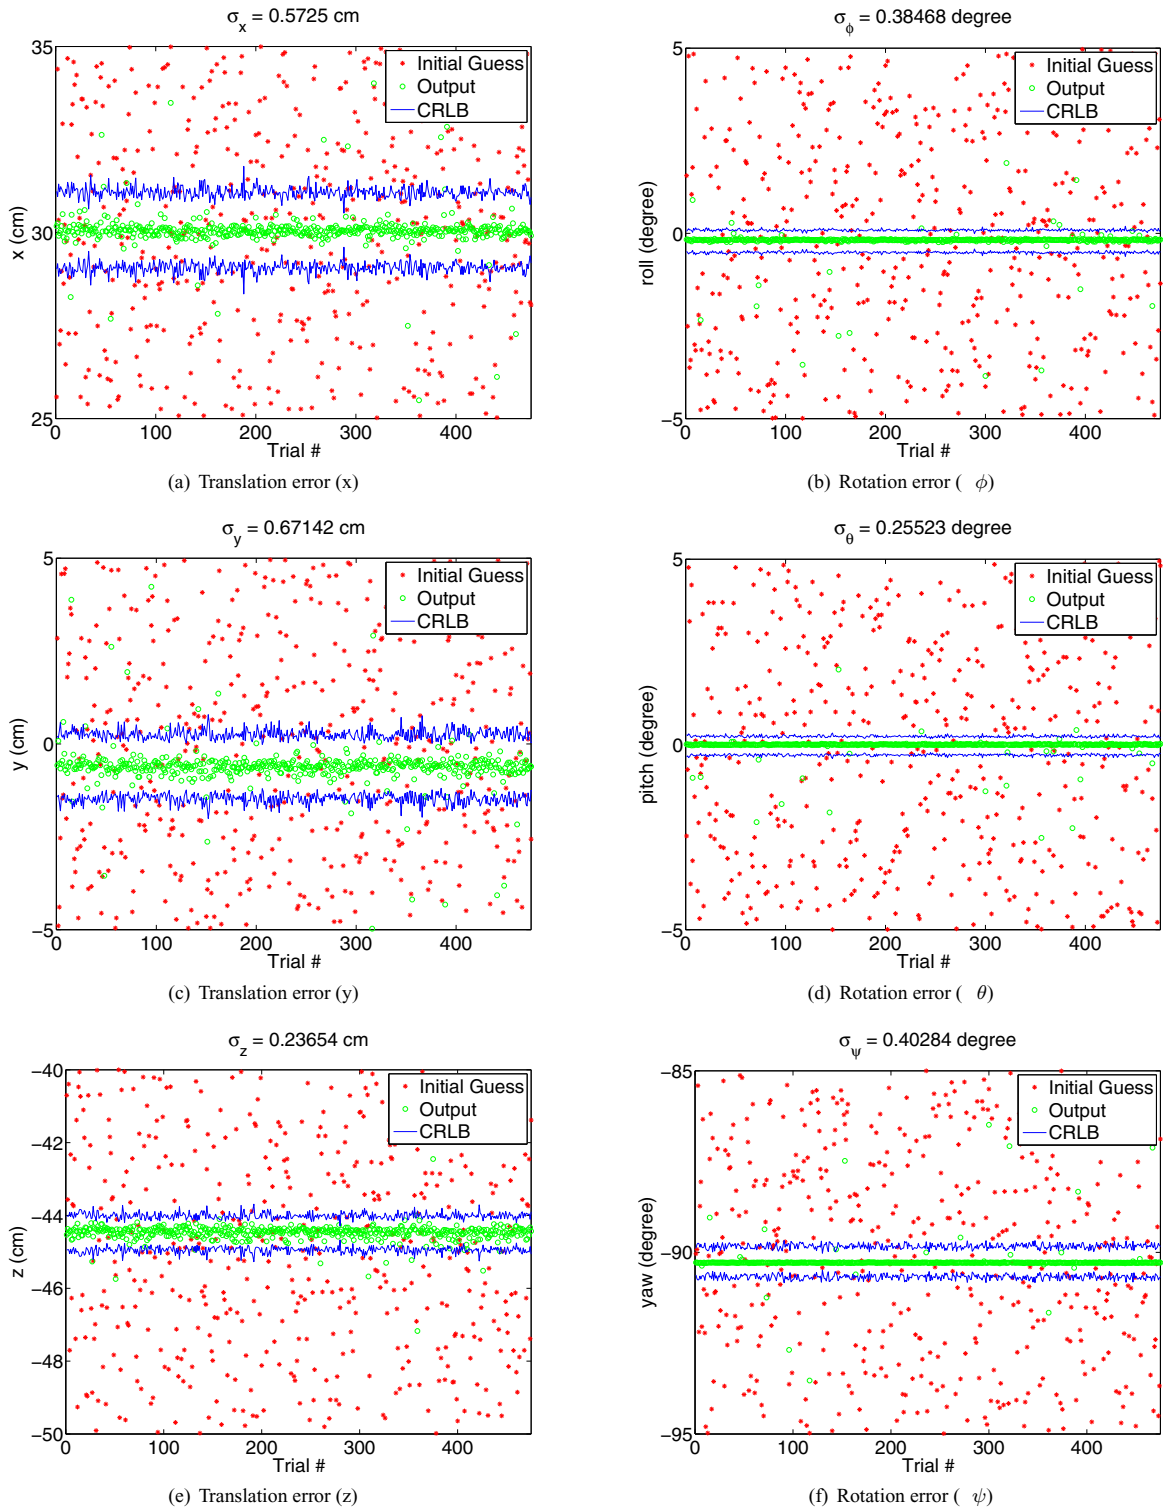 σx = 0.5725 cm
35
30
25
x (cm)
0 100 200 300 400
Trial #
Initial Guess
Output
CRLB
(a) Translation error (x)
σϕ = 0.38468 degree
5
0
−5
roll (degree)
0 100 200 300 400
Trial #
Initial Guess
Output
CRLB
(b) Rotation error ( ϕ)
σy = 0.67142 cm
5
0
−5
y (cm)
0 100 200 300 400
Trial #
Initial Guess
Output
CRLB
(c) Translation error (y)
σθ = 0.25523 degree
5
0
−5
pitch (degree)
0 100 200 300 400
Trial #
Initial Guess
Output
CRLB
(d) Rotation error ( θ)
σz = 0.23654 cm
−40
−42
−44
−46
−48
−50
z (cm)
0 100 200 300 400
Trial #
Initial Guess
Output
CRLB
(e) Translation error (z)
σψ = 0.40284 degree
−85
−90
−95
yaw (degree)
0 100 200 300 400
Trial #
Initial Guess
Output
CRLB
(f) Rotation error ( ψ)